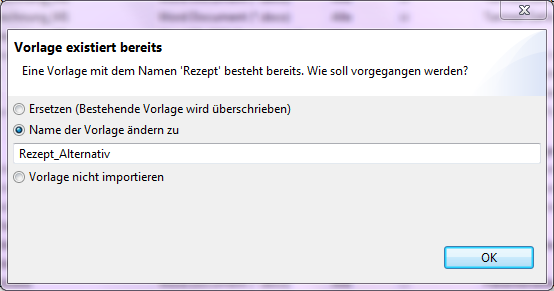 Vorlage existiert bereits
Eine Vorlage mit dem Namen 'Rezept' besteht bereits. Wie soll vorgegangen werden?
Ersetzen (Bestehende Vorlage wird überschrieben)
Name der Vorlage ändern zu
Rezept_Alternativ
Vorlage nicht importieren
OK